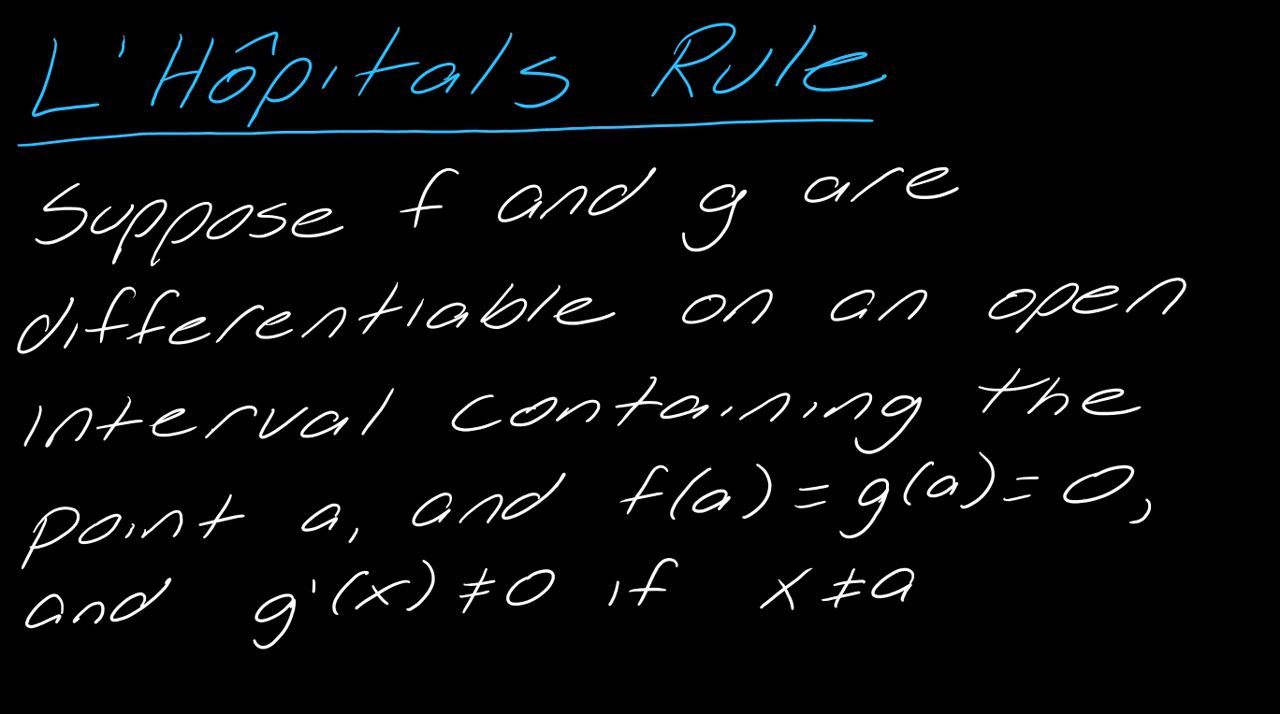 L'Hôpitals Rule
Suppose f and g are
differentiable on an open
interval containing the
point a, and f(a) = g(a) = 0,
and g'(x) ≠ 0 if x ≠ a